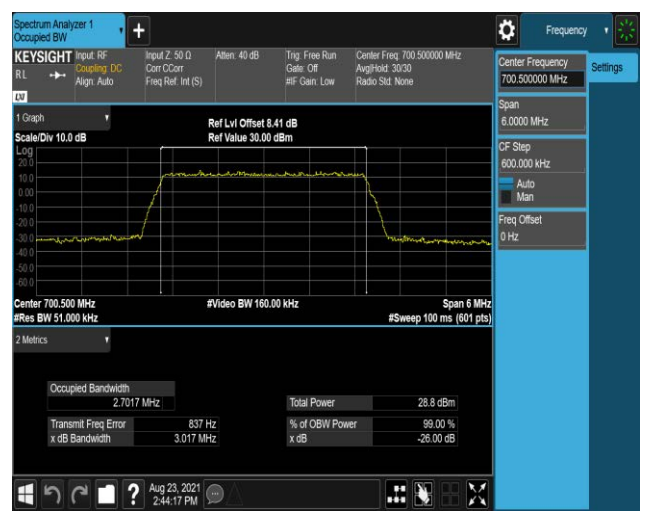 Spectrum Analyzer 1
Occupied BW
+
Frequency
KEYSIGHT
RL
LXI
Input: RF
Coupling: DC
Align: Auto
Input Z: 50 Ω
Corr CCorr
Freq Ref: Int (S)
Atten: 40 dB
Trig: Free Run
Gate: Off
#IF Gain: Low
Center Freq: 700.500000 MHz
Avg|Hold: 30/30
Radio Std: None
Center Frequency
700.500000 MHz
Settings
Span
6.0000 MHz
CF Step
600.000 kHz
Auto
Man
Freq Offset
0 Hz
1 Graph
Scale/Div 10.0 dB
Ref Lvl Offset 8.41 dB
Ref Value 30.00 dBm
Log
20.0
10.0
0.00
-10.0
-20.0
-30.0
-40.0
-50.0
-60.0
Center 700.500 MHz
#Video BW 160.00 kHz
Span 6 MHz
#Res BW 51.000 kHz
#Sweep 100 ms (601 pts)
2 Metrics
Occupied Bandwidth
2.7017 MHz
Total Power 28.8 dBm
Transmit Freq Error 837 Hz
% of OBW Power 99.00 %
x dB Bandwidth 3.017 MHz
x dB -26.00 dB
?
Aug 23, 2021
2:44:17 PM